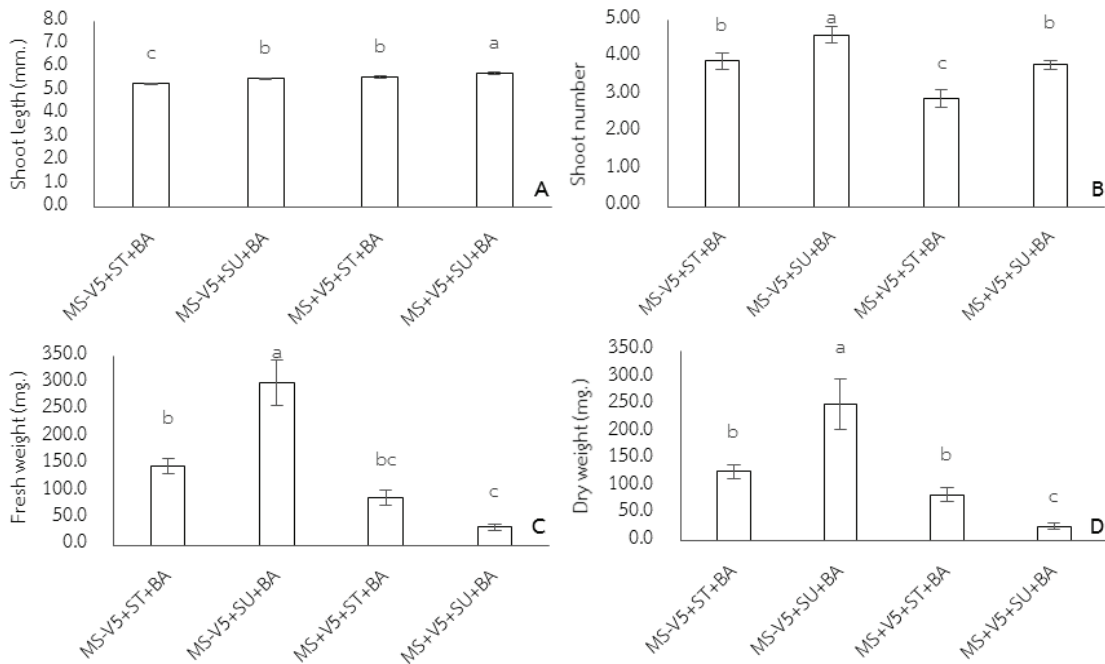 Shoot legth (mm.)
8.0
7.0
6.0
5.0
4.0
3.0
2.0
1.0
0.0
c
b
b
a
A
MS-V5+ST+BA
MS-V5+SU+BA
MS+V5+ST+BA
MS+V5+SU+BA
Shoot number
5.00
4.00
3.00
2.00
1.00
0.00
b
a
c
b
B
MS-V5+ST+BA
MS-V5+SU+BA
MS+V5+ST+BA
MS+V5+SU+BA
Fresh weight (mg.)
350.0
300.0
250.0
200.0
150.0
100.0
50.0
0.0
b
a
bc
c
C
MS-V5+ST+BA
MS-V5+SU+BA
MS+V5+ST+BA
MS+V5+SU+BA
Dry weight (mg.)
350.0
300.0
250.0
200.0
150.0
100.0
50.0
0.0
b
a
b
c
D
MS-V5+ST+BA
MS-V5+SU+BA
MS+V5+ST+BA
MS+V5+SU+BA